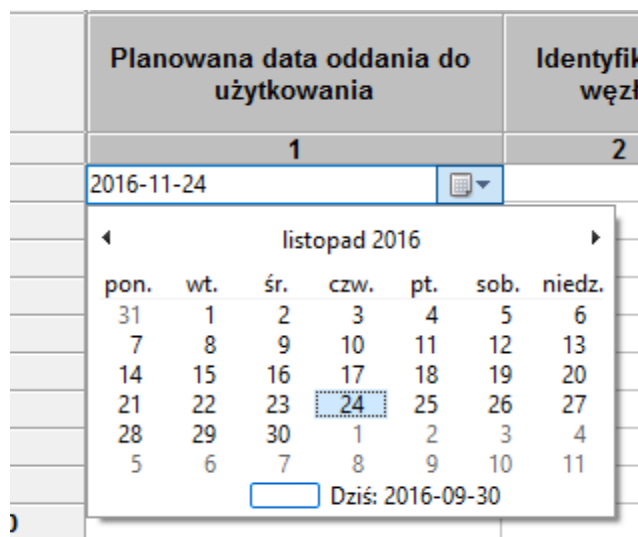 Planowana data oddania do
użytkowania
1
2
2016-11-24
listopad 2016
pon. wt. śr. czw. pt. sob. niedz.
31 1 2 3 4 5 6
7 8 9 10 11 12 13
14 15 16 17 18 19 20
21 22 23 24 25 26 27
28 29 30 1 2 3 4
5 6 7 8 9 10 11
Dziś: 2016-09-30